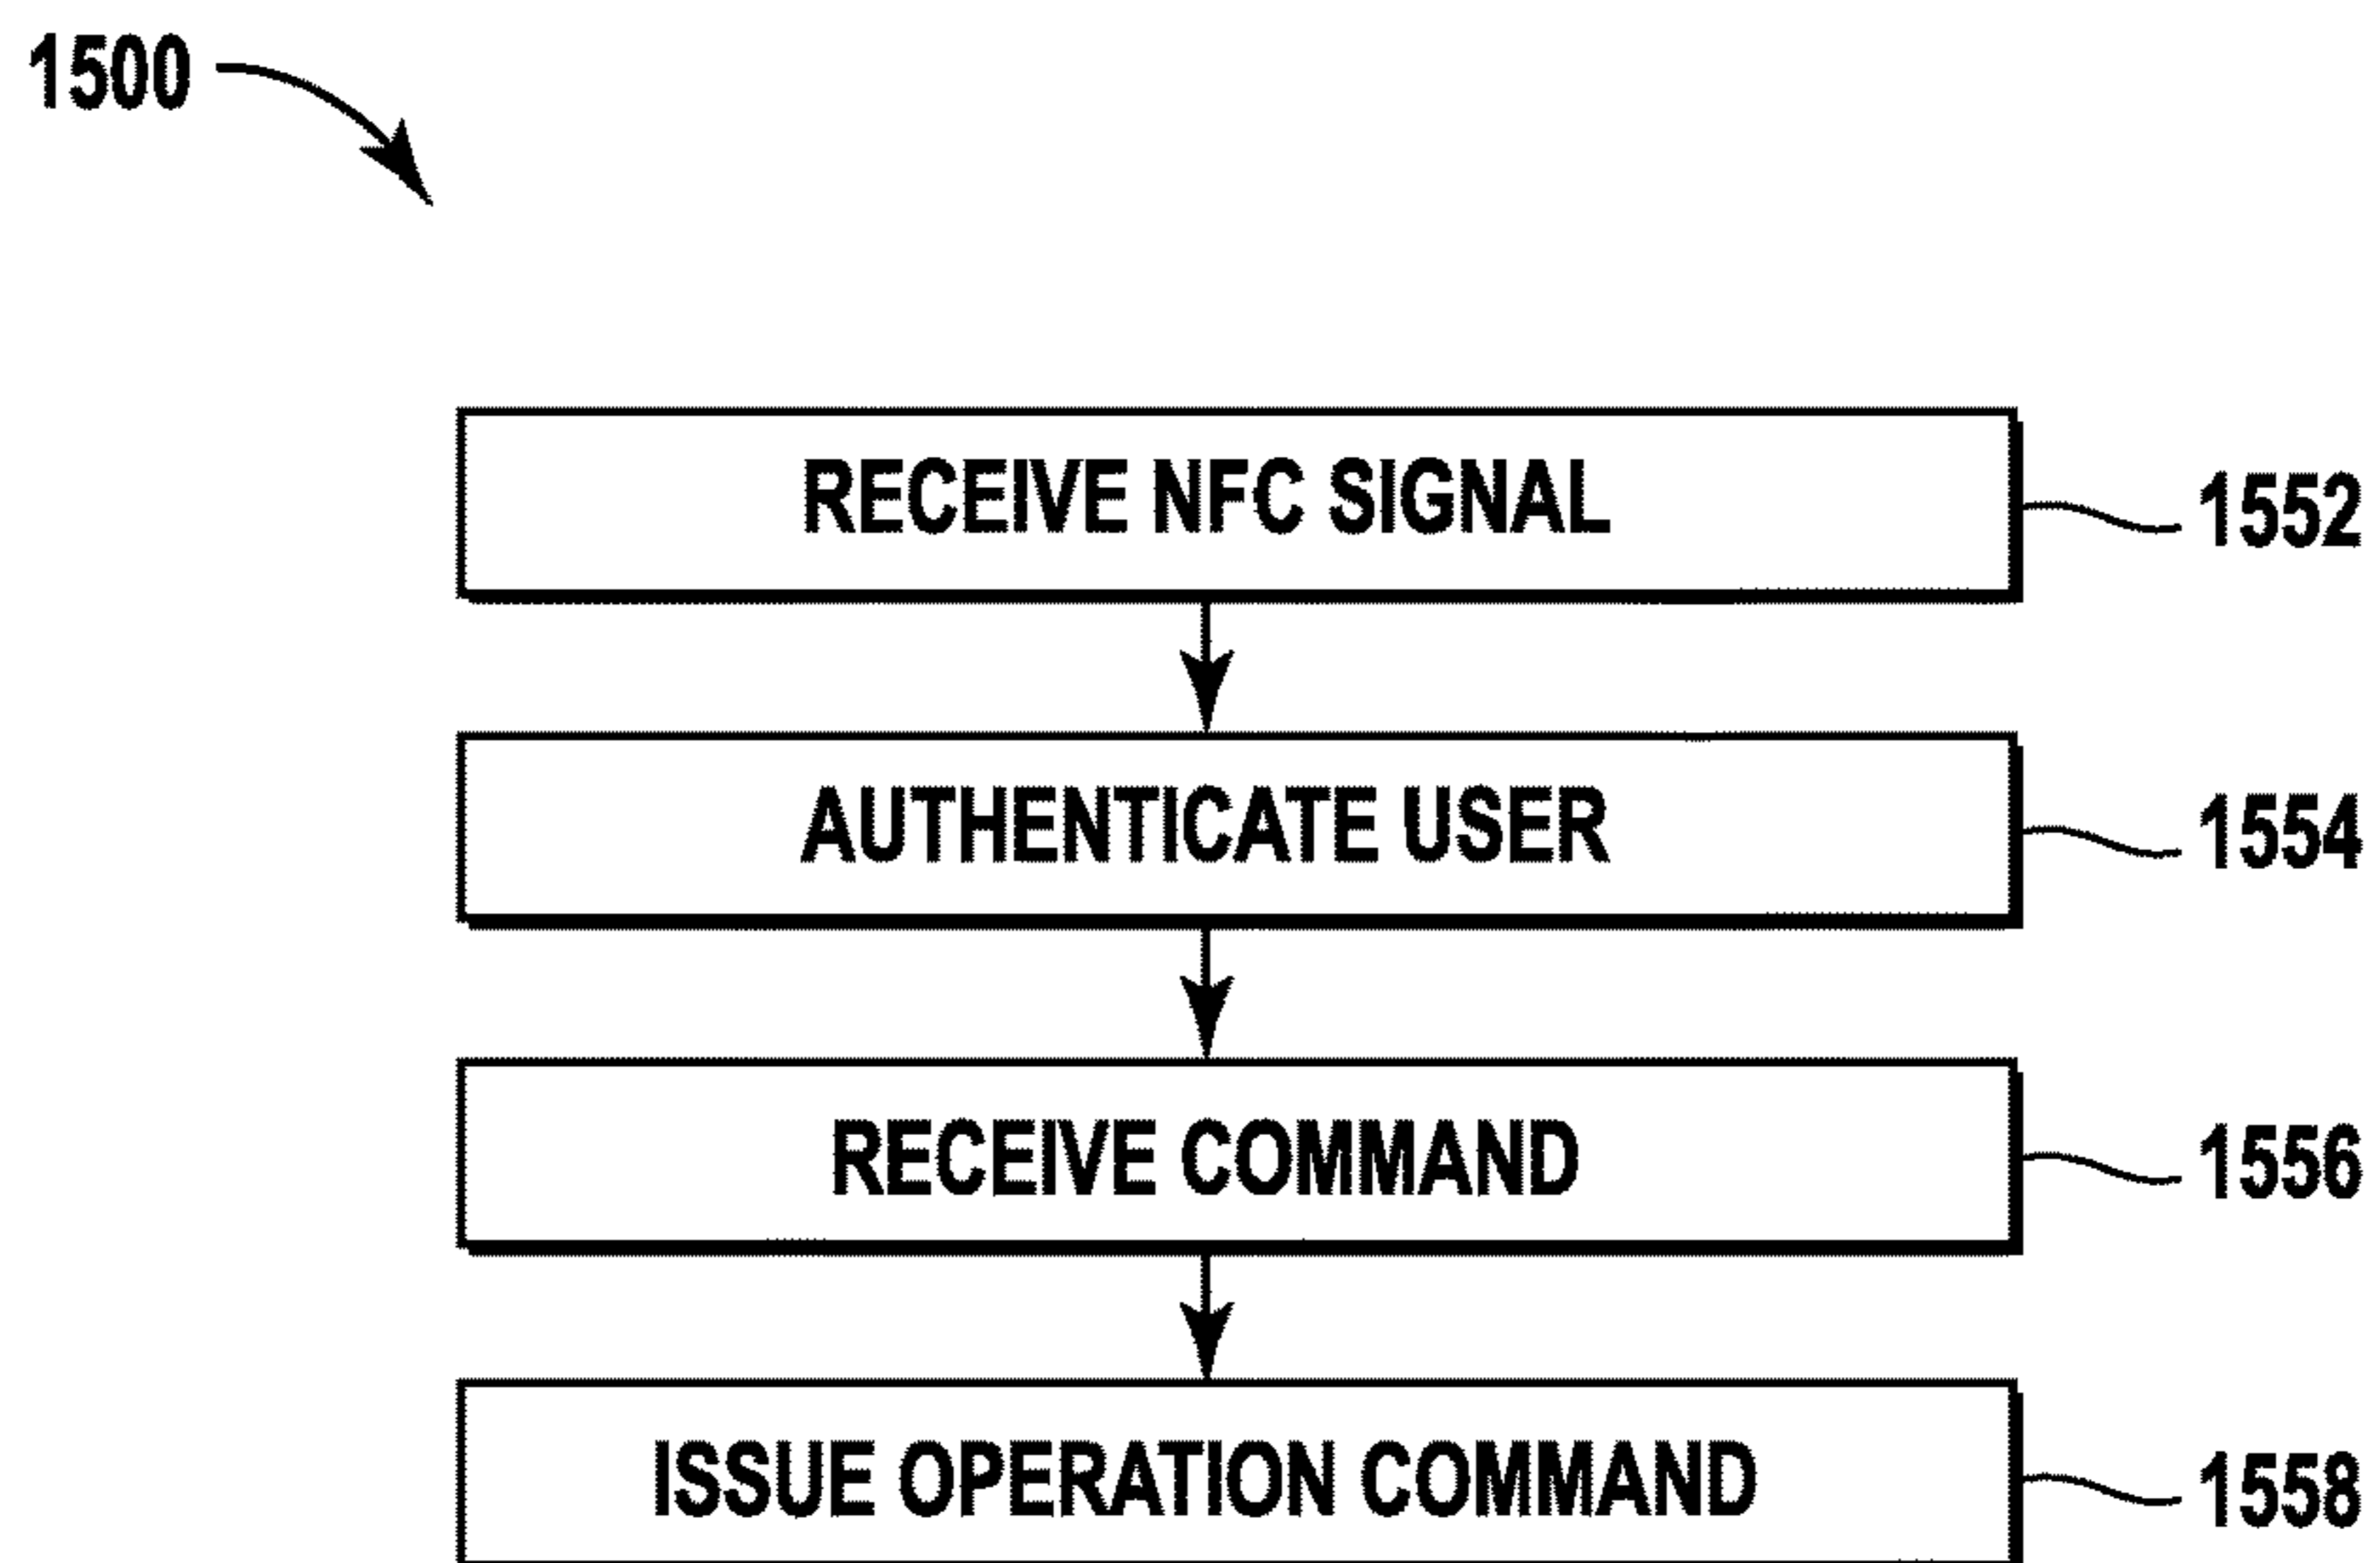 1500
RECEIVE NFC SIGNAL
1552
AUTHENTICATE USER
1554
RECEIVE COMMAND
1556
ISSUE OPERATION COMMAND
1558